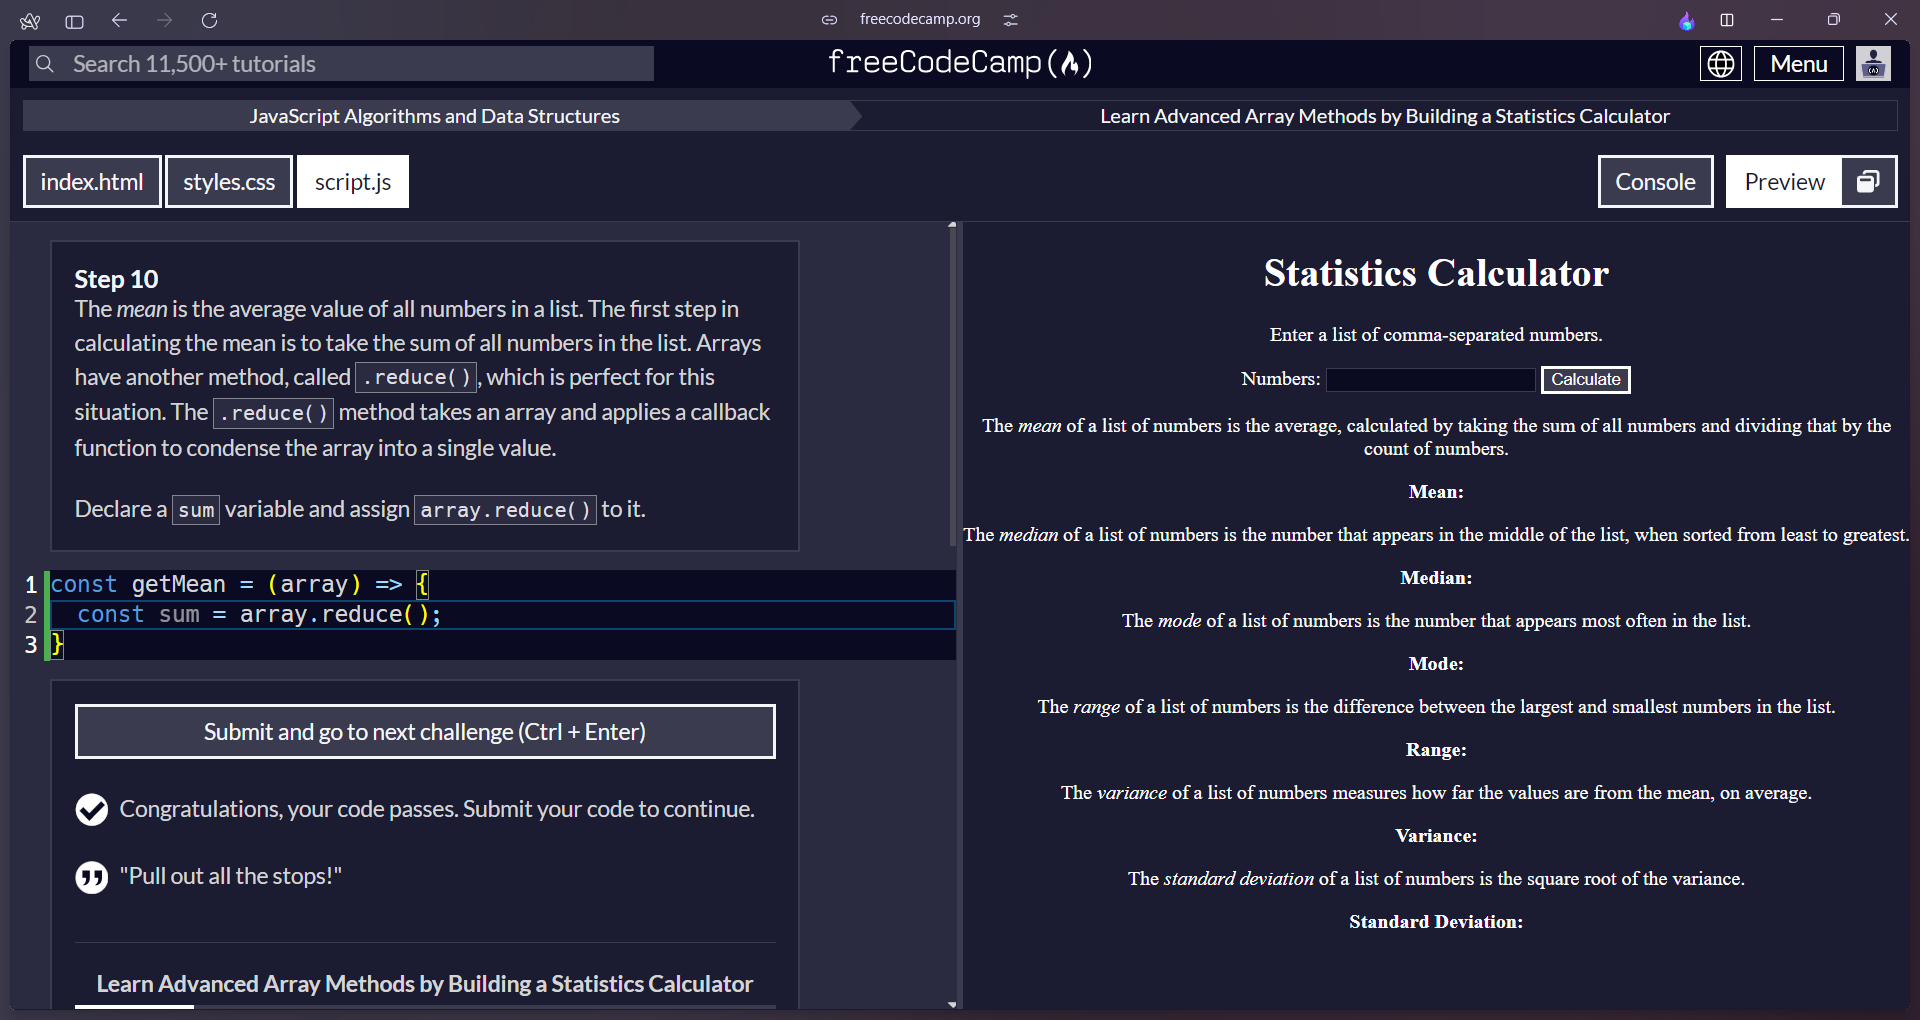 freecodecamp.org
Search 11,500+ tutorials
freeCodeCamp(🔥)
Menu
JavaScript Algorithms and Data Structures
Learn Advanced Array Methods by Building a Statistics Calculator
index.html
styles.css
script.js
Console
Preview
Step 10
The mean is the average value of all numbers in a list. The first step in
calculating the mean is to take the sum of all numbers in the list. Arrays
have another method, called .reduce(), which is perfect for this
situation. The .reduce() method takes an array and applies a callback
function to condense the array into a single value.
Declare a sum variable and assign array.reduce() to it.
1 const getMean = (array) => {
2 const sum = array.reduce();
3 }
Submit and go to next challenge (Ctrl + Enter)
Congratulations, your code passes. Submit your code to continue.
"Pull out all the stops!"
Learn Advanced Array Methods by Building a Statistics Calculator
Statistics Calculator
Enter a list of comma-separated numbers.
Numbers:
Calculate
The mean of a list of numbers is the average, calculated by taking the sum of all numbers and dividing that by the
count of numbers.
Mean:
The median of a list of numbers is the number that appears in the middle of the list, when sorted from least to greatest.
Median:
The mode of a list of numbers is the number that appears most often in the list.
Mode:
The range of a list of numbers is the difference between the largest and smallest numbers in the list.
Range:
The variance of a list of numbers measures how far the values are from the mean, on average.
Variance:
The standard deviation of a list of numbers is the square root of the variance.
Standard Deviation: